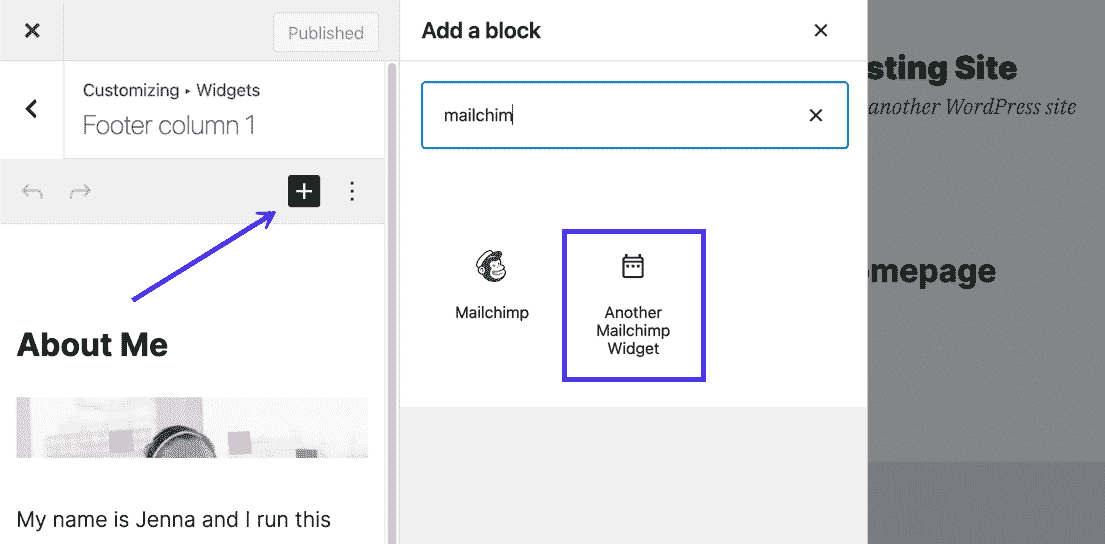 Published
Customizing ▸ Widgets
Footer column 1
About Me
My name is Jenna and I run this
Add a block
mailchim
Mailchimp
Another
Mailchimp
Widget
sting Site
another WordPress site
omepage